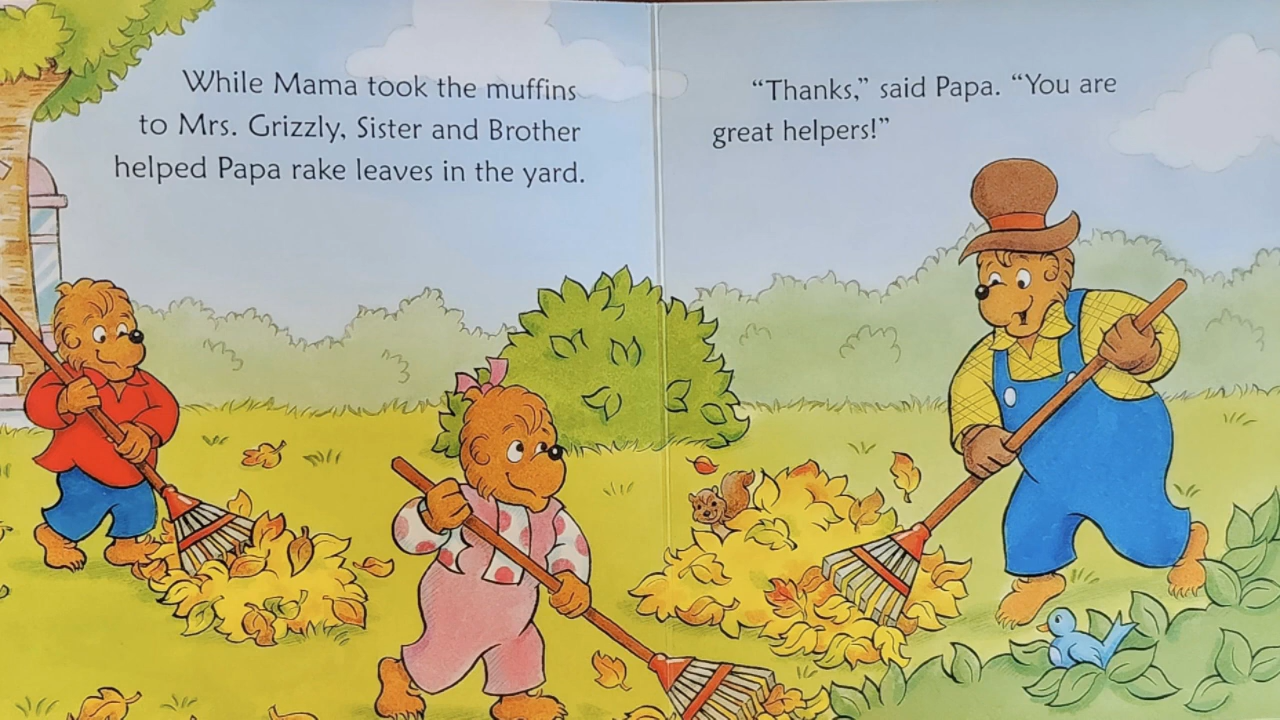 While Mama took the muffins
to Mrs. Grizzly, Sister and Brother
helped Papa rake leaves in the yard.
“Thanks,” said Papa. “You are
great helpers!”